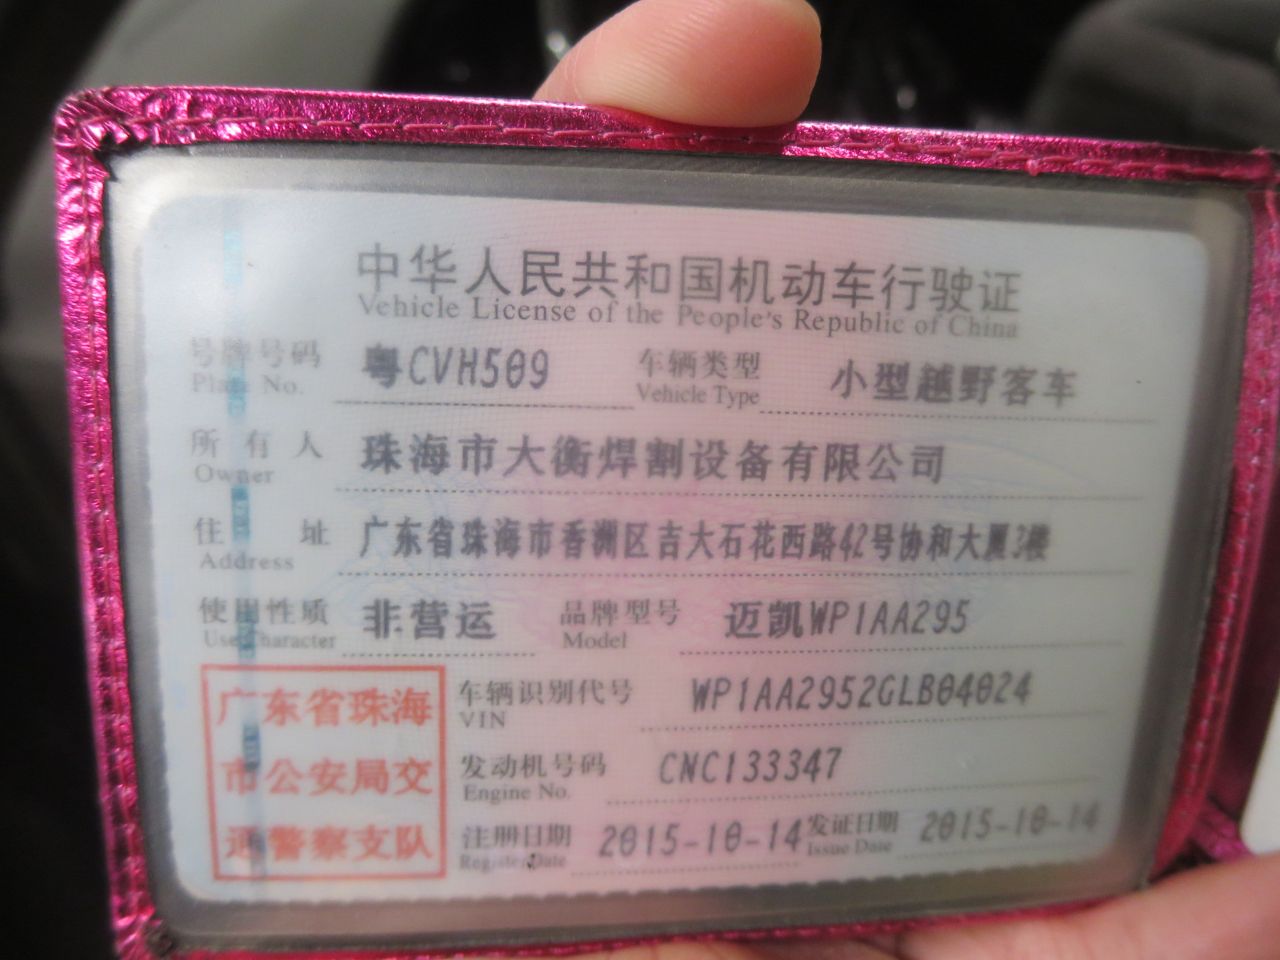 中华人民共和国机动车行驶证
Vehicle License of the People's Republic of China
号牌号码 粤CVH509 车辆类型 小型越野客车
Plate No. Vehicle Type
所有人 珠海市大衡焊割设备有限公司
Owner
住址 广东省珠海市香洲区吉大石花西路42号协和大厦3楼
Address
使用性质 非营运 品牌型号 迈凯WP1AA295
Use Character Model
车辆识别代号 WP1AA2952GLB04024
VIN
发动机号码 CNC133347
Engine No.
注册日期 2015-10-14 发证日期 2015-10-14
Register Date Issue Date
广东省珠海
市公安局交
通警察支队